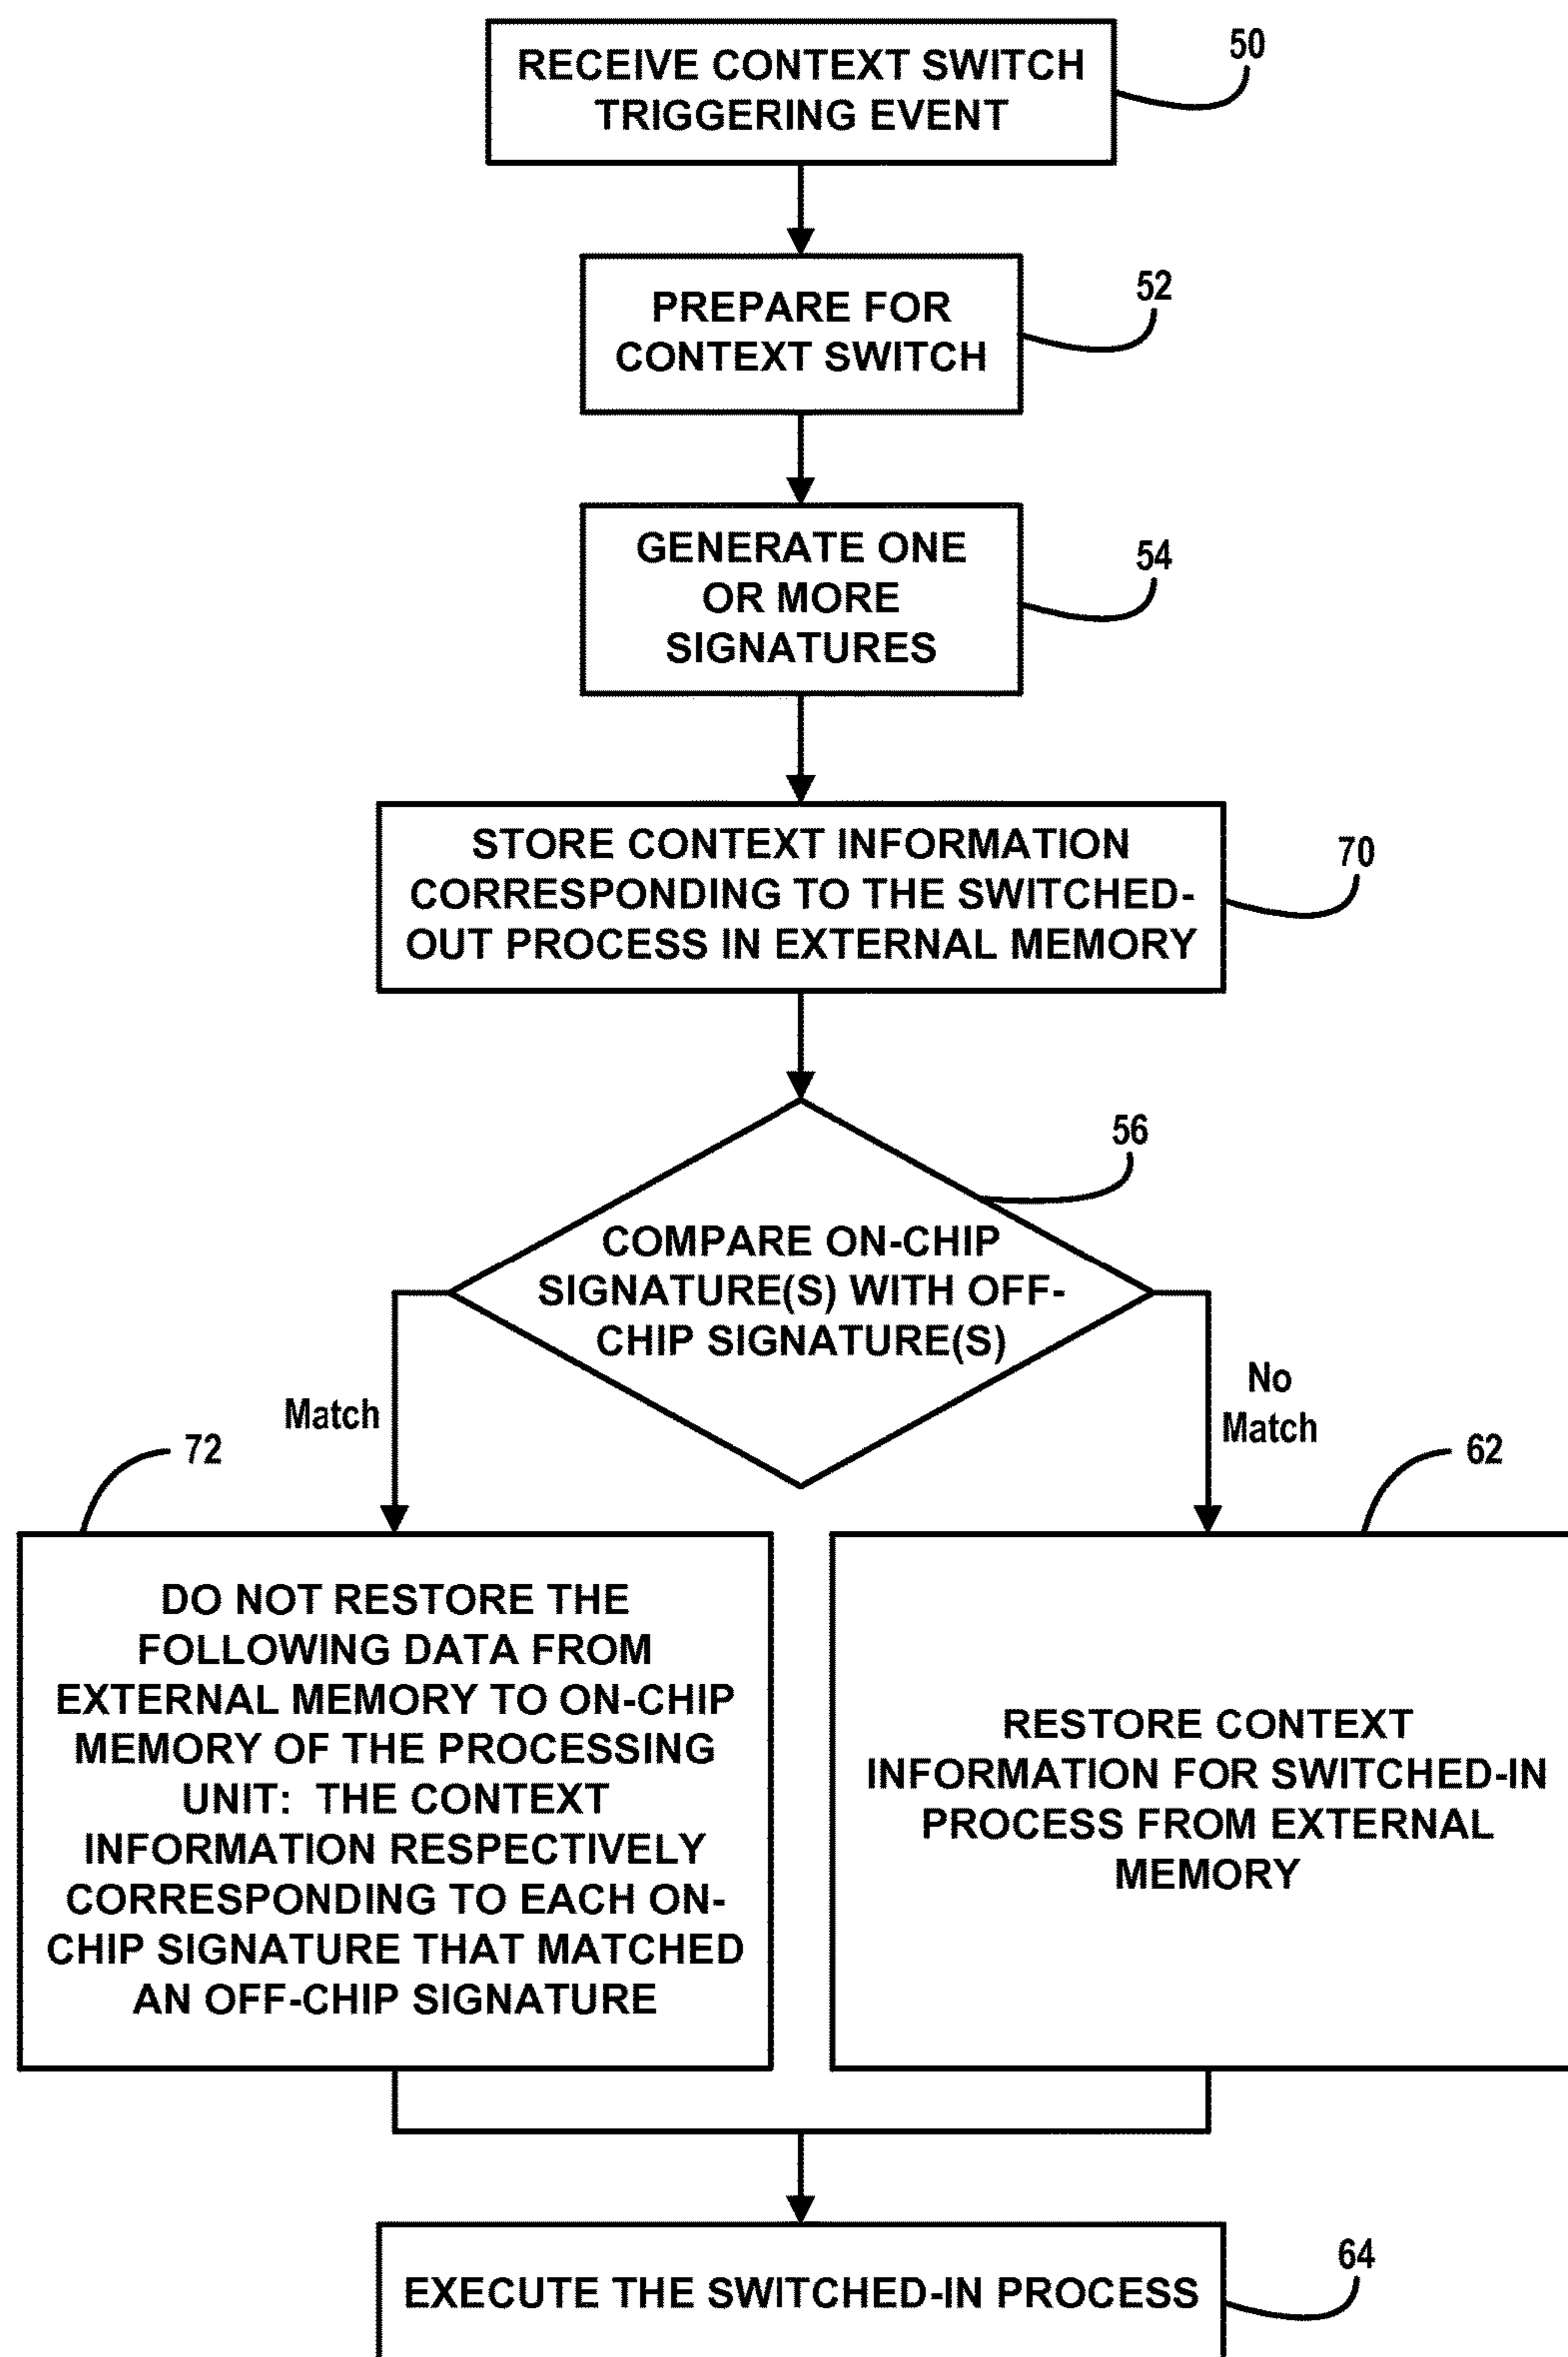 RECEIVE CONTEXT SWITCH
TRIGGERING EVENT
50
PREPARE FOR
CONTEXT SWITCH
52
GENERATE ONE
OR MORE
SIGNATURES
54
STORE CONTEXT INFORMATION
CORRESPONDING TO THE SWITCHED-
OUT PROCESS IN EXTERNAL MEMORY
70
COMPARE ON-CHIP
SIGNATURE(S) WITH OFF-
CHIP SIGNATURE(S)
56
Match
No
Match
72
DO NOT RESTORE THE
FOLLOWING DATA FROM
EXTERNAL MEMORY TO ON-CHIP
MEMORY OF THE PROCESSING
UNIT: THE CONTEXT
INFORMATION RESPECTIVELY
CORRESPONDING TO EACH ON-
CHIP SIGNATURE THAT MATCHED
AN OFF-CHIP SIGNATURE
62
RESTORE CONTEXT
INFORMATION FOR SWITCHED-IN
PROCESS FROM EXTERNAL
MEMORY
EXECUTE THE SWITCHED-IN PROCESS
64